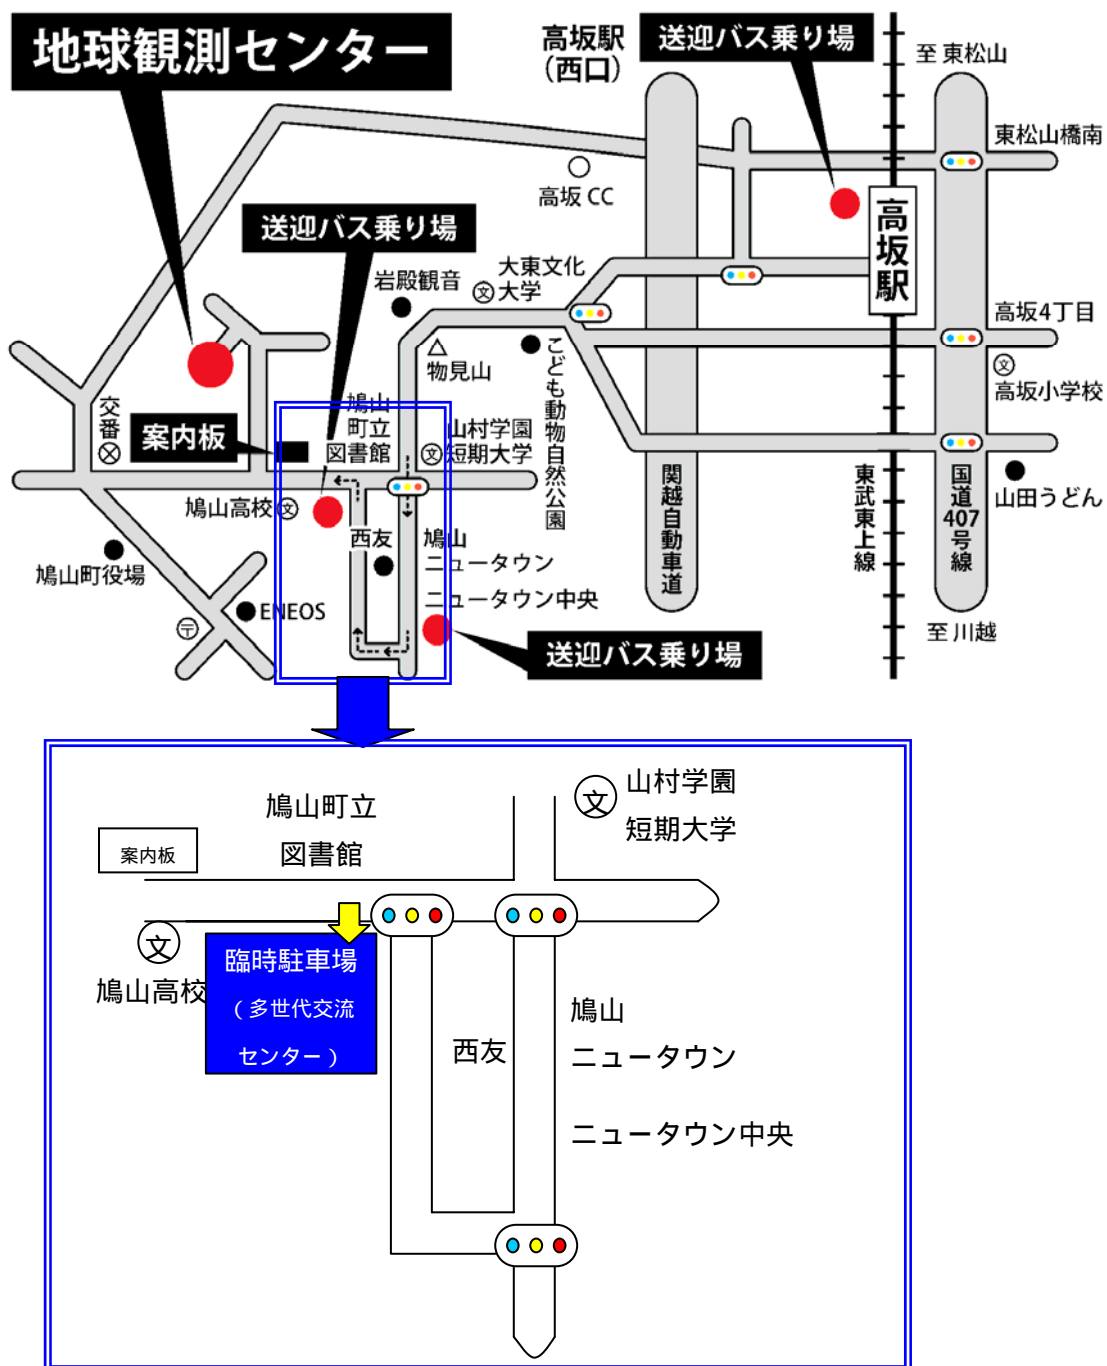 地球観測センター
高坂駅
（西口）
送迎バス乗り場
至 東松山
東松山橋南
高坂 CC
高坂駅
送迎バス乗り場
岩殿観音
文
大東文化
大学
高坂4丁目
物見山
こども動物自然公園
文
高坂小学校
交番
案内板
鳩山
町立
図書館
文
山村学園
短期大学
関越自動車道
東武東上線
国道
407
号線
山田うどん
鳩山高校
文
西友
鳩山
ニュータウン
ニュータウン中央
鳩山町役場
ENEOS
〒
送迎バス乗り場
至 川越
文
山村学園
短期大学
鳩山町立
図書館
案内板
文
鳩山高校
臨時駐車場
（多世代交流
センター）
西友
鳩山
ニュータウン
ニュータウン中央